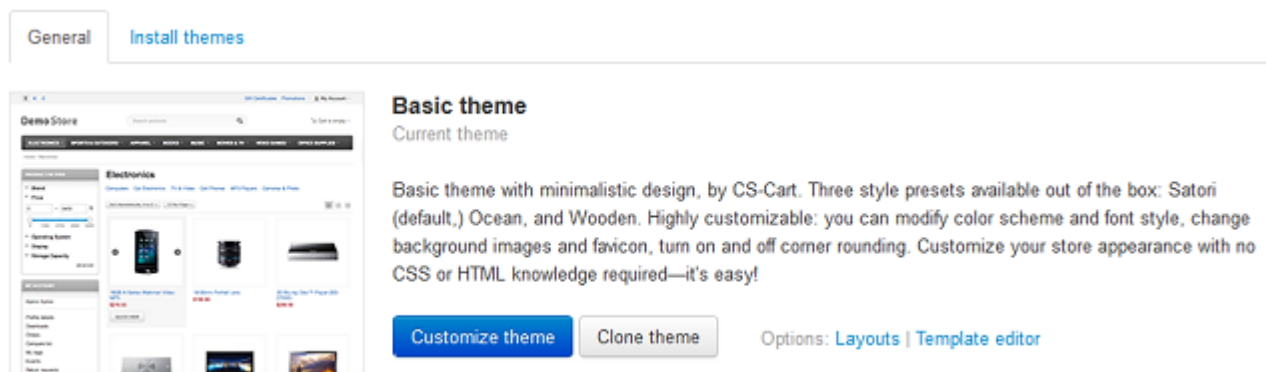 General
Install themes
Basic theme
Current theme
DemoStore
Electronics
Basic theme with minimalistic design, by CS-Cart. Three style presets available out of the box: Satori
(default,) Ocean, and Wooden. Highly customizable: you can modify color scheme and font style, change
background images and favicon, turn on and off corner rounding. Customize your store appearance with no
CSS or HTML knowledge required—it's easy!
Customize theme
Clone theme
Options: Layouts | Template editor